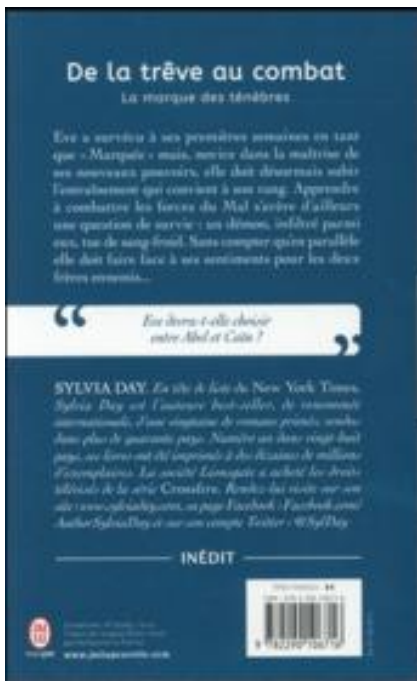 De la trêve au combat
La marque des ténèbres
Eve a survécu à ses premières semaines en tant
que « Marquée » mais, novice dans la maîtrise de
ses nouveaux pouvoirs, elle doit désormais subir
l'entraînement qui convient à son rang. Apprendre
à combattre les forces du Mal s'avère d'ailleurs
une question de survie : un démon, infiltré parmi
eux, tue de sang-froid. Sans compter qu'en parallèle
elle doit faire face à ses sentiments pour les deux
frères ennemis...
“
Eve devra-t-elle choisir
entre Abel et Caïn ?
”
SYLVIA DAY. En tête de liste du New York Times,
Sylvia Day est l'auteure best-seller, de renommée
internationale, d'une vingtaine de romans primés, vendus
dans plus de quarante pays. Numéro un dans vingt-huit
pays, ses livres ont été imprimés à des dizaines de millions
d'exemplaires. La société Lionsgate a acheté les droits
télévisés de la série Crossfire. Rendez-lui visite sur son
site : www.sylviaday.com, sa page Facebook : Facebook.com/
AuthorSylviaDay et sur son compte Twitter : @SylDay
INÉDIT
www.jailupourelle.com
9 782290 106716